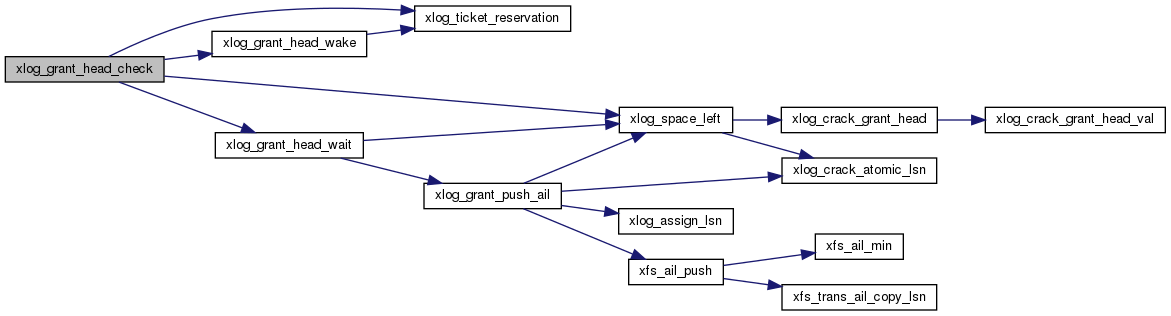 xlog_ticket_reservation
xlog_grant_head_wake
xlog_grant_head_check
xlog_space_left
xlog_crack_grant_head
xlog_crack_grant_head_val
xlog_grant_head_wait
xlog_crack_atomic_lsn
xlog_grant_push_ail
xlog_assign_lsn
xfs_ail_min
xfs_ail_push
xfs_trans_ail_copy_lsn